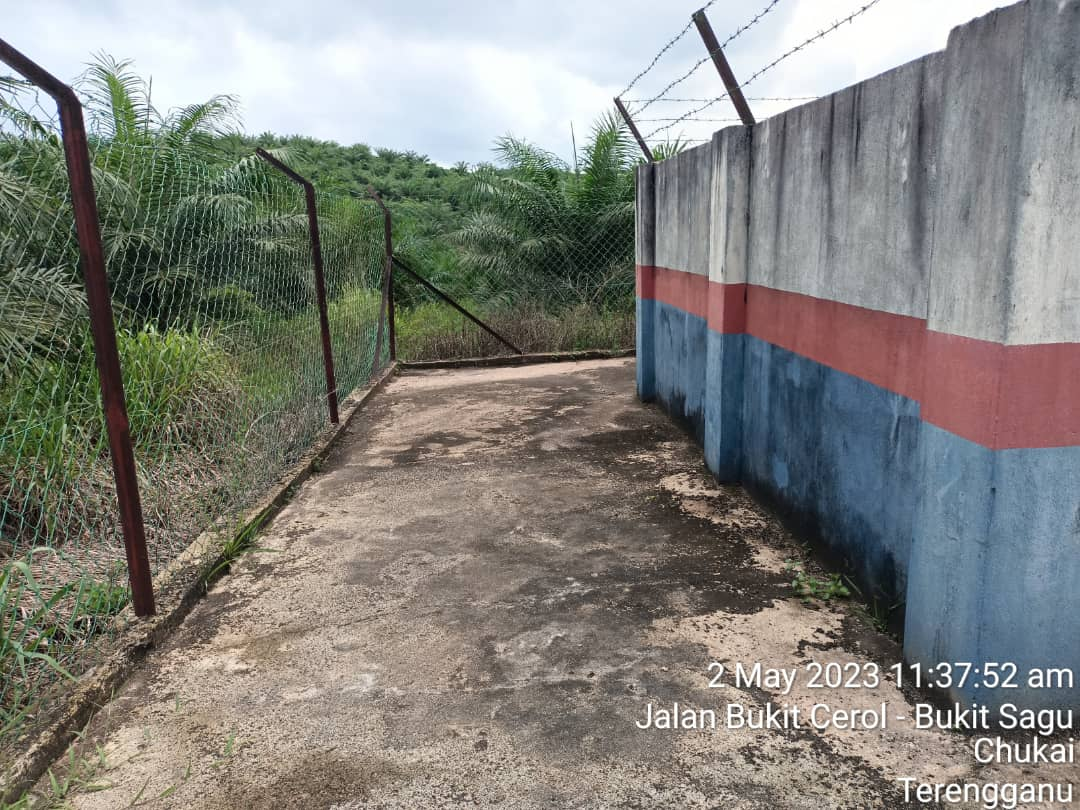 2 May 2023 11:37:52 am
Jalan Bukit Cerol - Bukit Sagu
Chukai
Terengganu